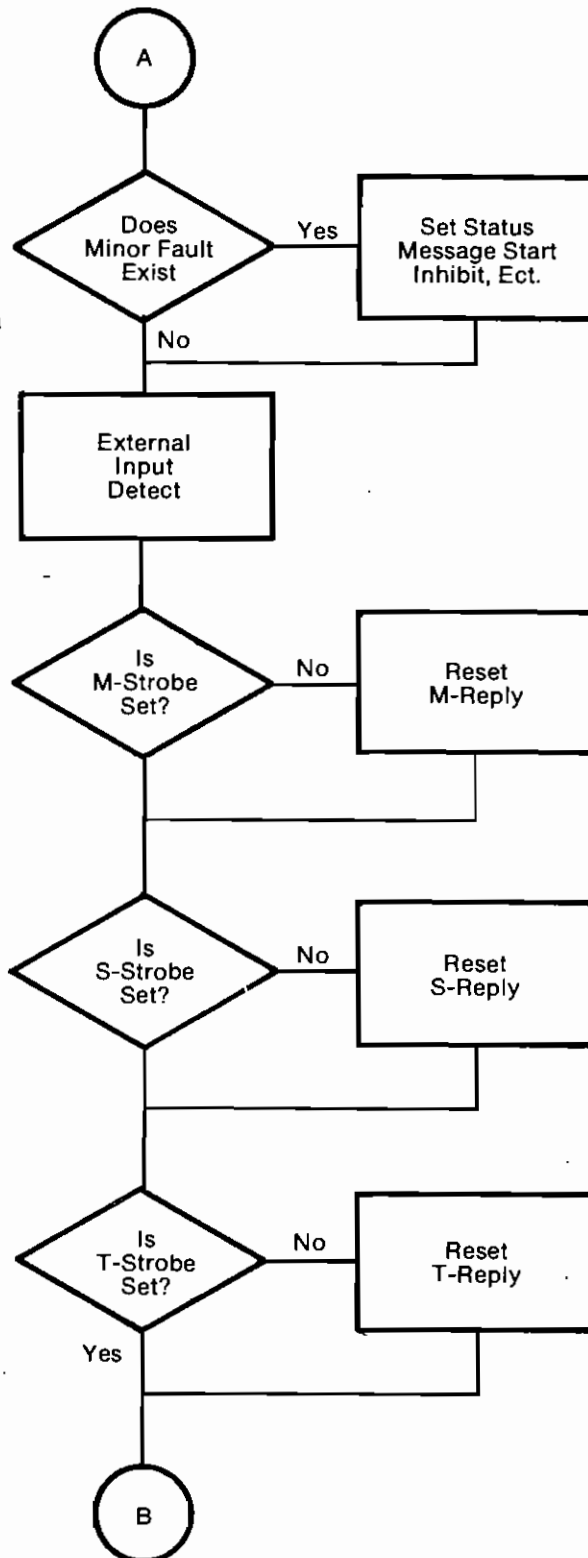 A
Does
Minor Fault
Exist
Yes
Set Status
Message Start
Inhibit, Ect.
No
External
Input
Detect
Is
M-Strobe
Set?
No
Reset
M-Reply
Is
S-Strobe
Set?
No
Reset
S-Reply
Is
T-Strobe
Set?
No
Reset
T-Reply
Yes
B